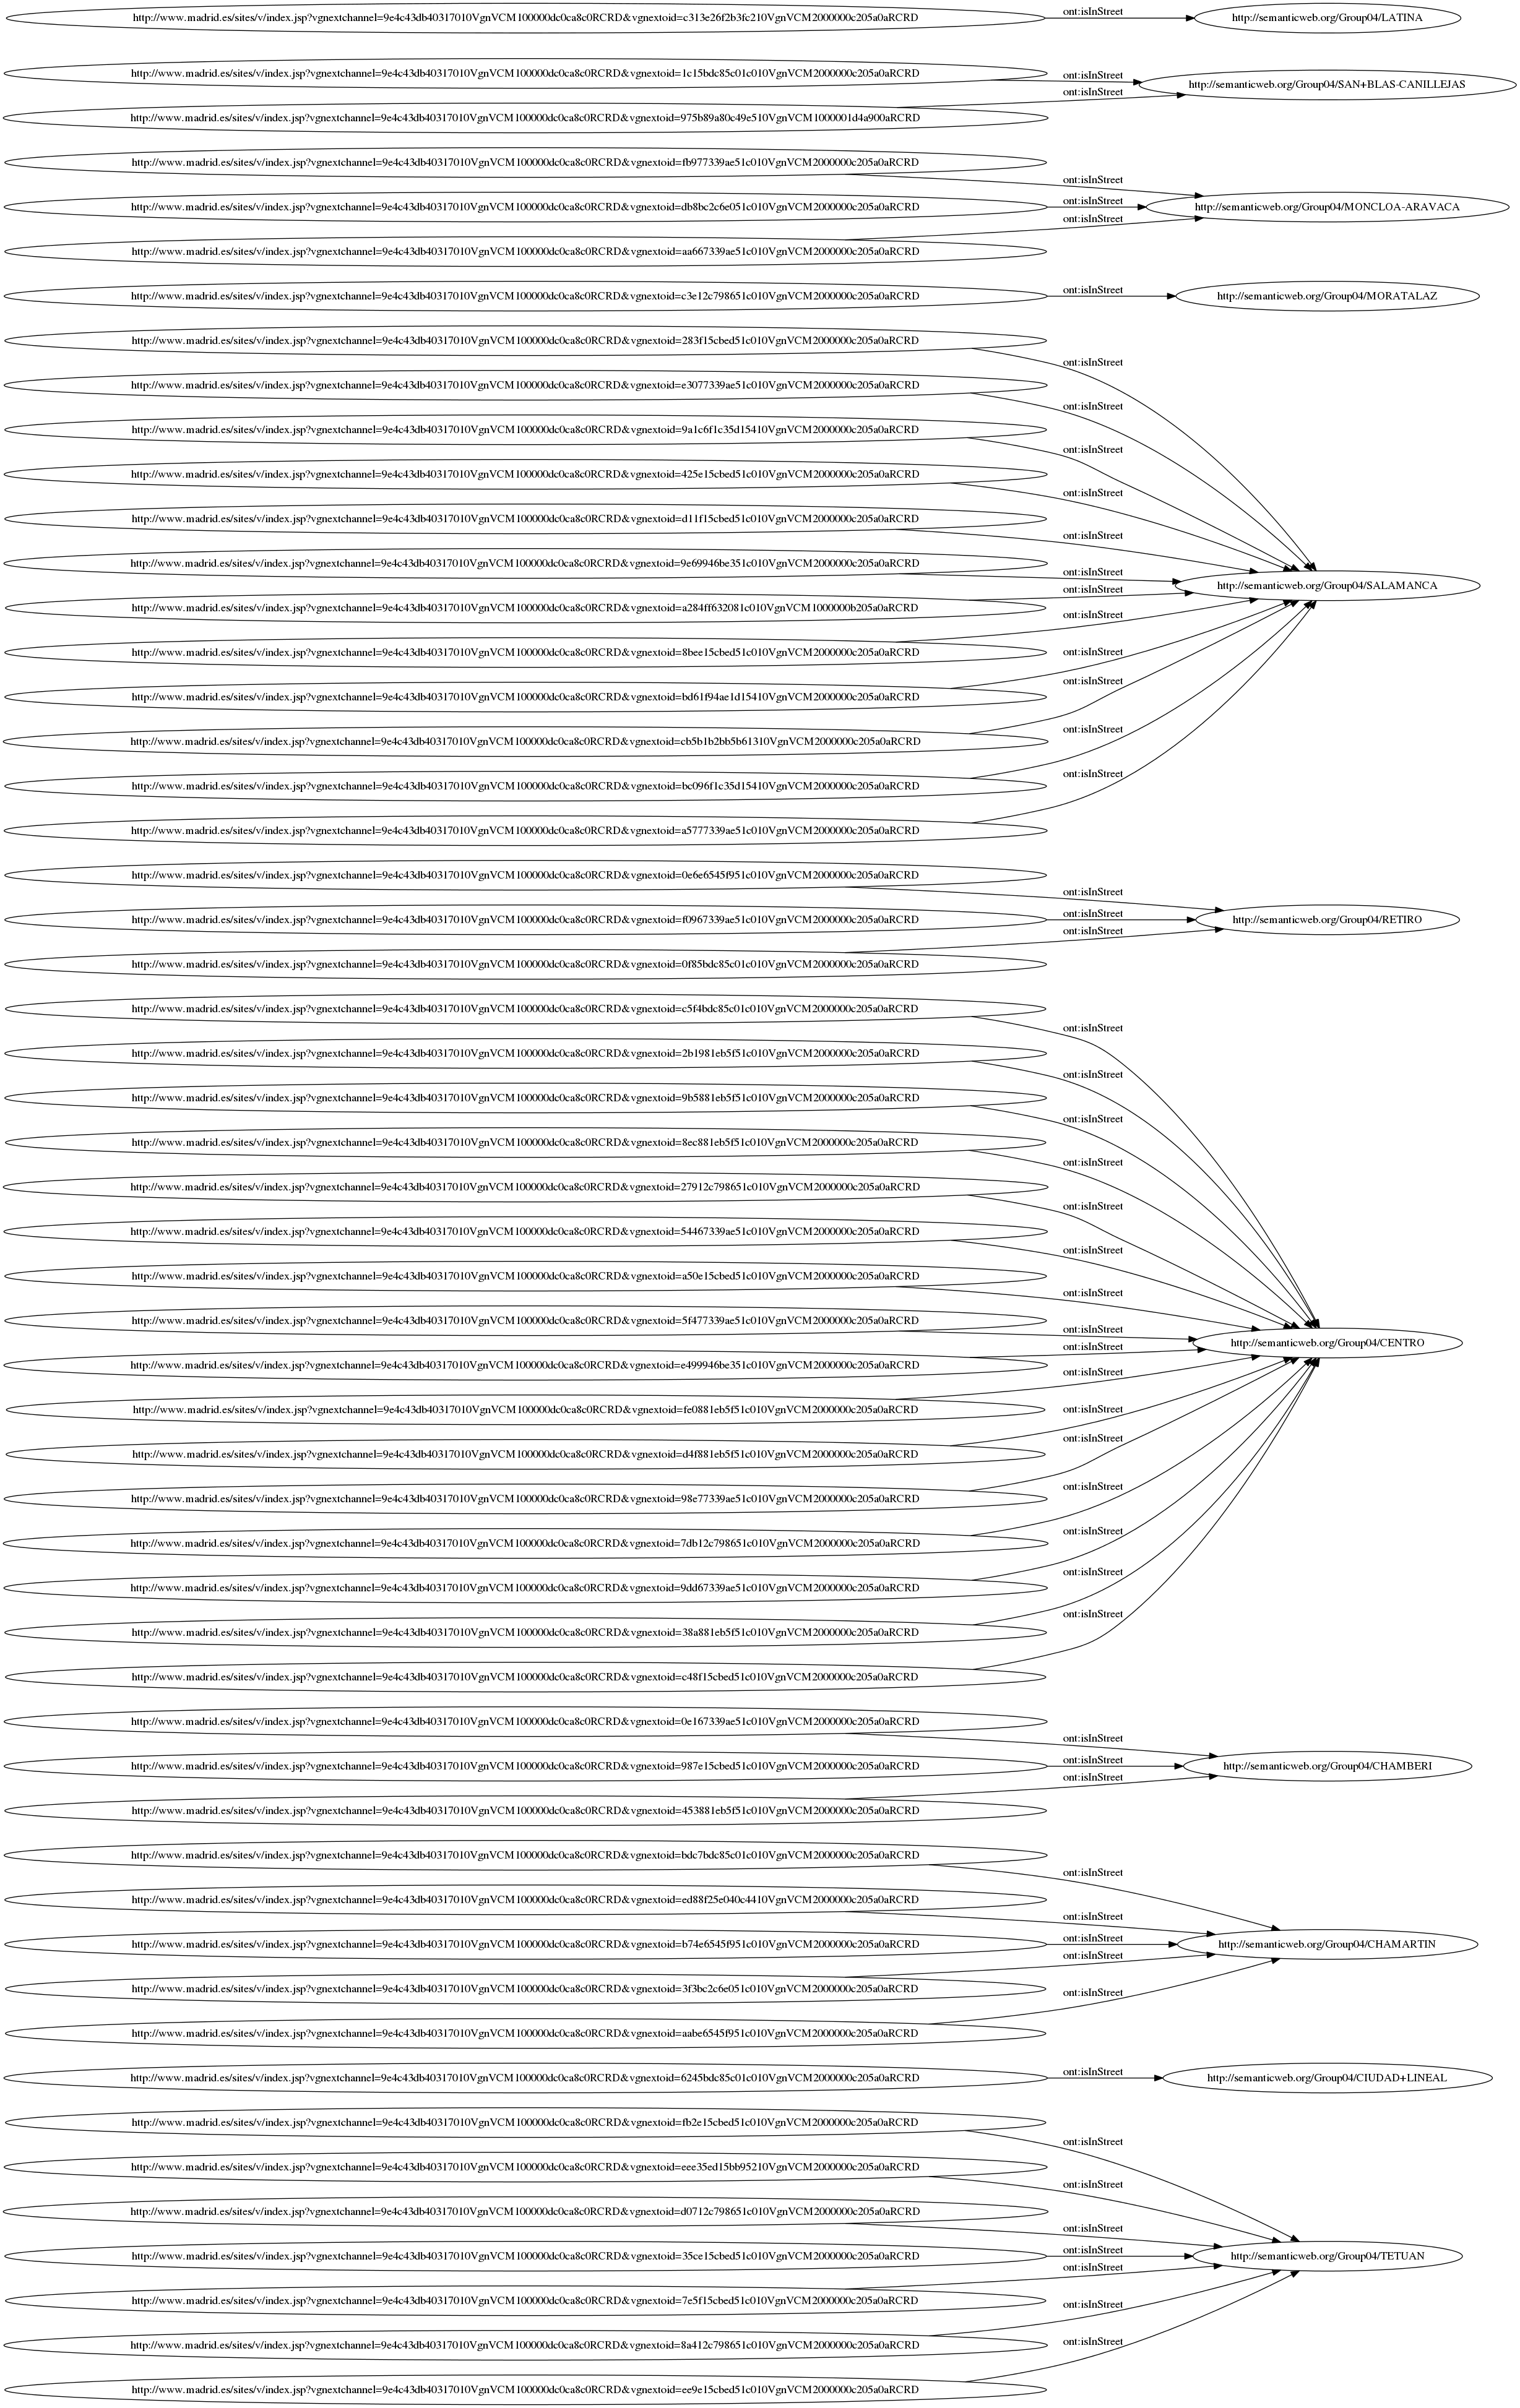 http://www.madrid.es/sites/v/index.jsp?vgnextchannel=9e4c43db40317010VgnVCM100000dc0ca8c0RCRD&vgnextoid=c313e26f2b3fc210VgnVCM2000000c205a0aRCRD ont:isInStreet http://semanticweb.org/Group04/LATINA
http://www.madrid.es/sites/v/index.jsp?vgnextchannel=9e4c43db40317010VgnVCM100000dc0ca8c0RCRD&vgnextoid=1c15bdc85c01c010VgnVCM2000000c205a0aRCRD ont:isInStreet
http://semanticweb.org/Group04/SAN+BLAS-CANILLEJAS
ont:isInStreet
http://www.madrid.es/sites/v/index.jsp?vgnextchannel=9e4c43db40317010VgnVCM100000dc0ca8c0RCRD&vgnextoid=975b89a80c49e510VgnVCM1000001d4a900aRCRD
http://www.madrid.es/sites/v/index.jsp?vgnextchannel=9e4c43db40317010VgnVCM100000dc0ca8c0RCRD&vgnextoid=fb977339ae51c010VgnVCM2000000c205a0aRCRD
ont:isInStreet
http://www.madrid.es/sites/v/index.jsp?vgnextchannel=9e4c43db40317010VgnVCM100000dc0ca8c0RCRD&vgnextoid=db8bc2c6e051c010VgnVCM2000000c205a0aRCRD ont:isInStreet http://semanticweb.org/Group04/MONCLOA-ARAVACA
ont:isInStreet
http://www.madrid.es/sites/v/index.jsp?vgnextchannel=9e4c43db40317010VgnVCM100000dc0ca8c0RCRD&vgnextoid=aa667339ae51c010VgnVCM2000000c205a0aRCRD
http://www.madrid.es/sites/v/index.jsp?vgnextchannel=9e4c43db40317010VgnVCM100000dc0ca8c0RCRD&vgnextoid=c3e12c798651c010VgnVCM2000000c205a0aRCRD ont:isInStreet http://semanticweb.org/Group04/MORATALAZ
http://www.madrid.es/sites/v/index.jsp?vgnextchannel=9e4c43db40317010VgnVCM100000dc0ca8c0RCRD&vgnextoid=283f15cbed51c010VgnVCM2000000c205a0aRCRD
ont:isInStreet
http://www.madrid.es/sites/v/index.jsp?vgnextchannel=9e4c43db40317010VgnVCM100000dc0ca8c0RCRD&vgnextoid=e3077339ae51c010VgnVCM2000000c205a0aRCRD
ont:isInStreet
http://www.madrid.es/sites/v/index.jsp?vgnextchannel=9e4c43db40317010VgnVCM100000dc0ca8c0RCRD&vgnextoid=9a1c6f1c35d15410VgnVCM2000000c205a0aRCRD
ont:isInStreet
http://www.madrid.es/sites/v/index.jsp?vgnextchannel=9e4c43db40317010VgnVCM100000dc0ca8c0RCRD&vgnextoid=425e15cbed51c010VgnVCM2000000c205a0aRCRD
ont:isInStreet
http://www.madrid.es/sites/v/index.jsp?vgnextchannel=9e4c43db40317010VgnVCM100000dc0ca8c0RCRD&vgnextoid=d11f15cbed51c010VgnVCM2000000c205a0aRCRD
ont:isInStreet
http://www.madrid.es/sites/v/index.jsp?vgnextchannel=9e4c43db40317010VgnVCM100000dc0ca8c0RCRD&vgnextoid=9e69946be351c010VgnVCM2000000c205a0aRCRD
ont:isInStreet
http://semanticweb.org/Group04/SALAMANCA
ont:isInStreet
http://www.madrid.es/sites/v/index.jsp?vgnextchannel=9e4c43db40317010VgnVCM100000dc0ca8c0RCRD&vgnextoid=a284ff632081c010VgnVCM1000000b205a0aRCRD
ont:isInStreet
http://www.madrid.es/sites/v/index.jsp?vgnextchannel=9e4c43db40317010VgnVCM100000dc0ca8c0RCRD&vgnextoid=8bee15cbed51c010VgnVCM2000000c205a0aRCRD
ont:isInStreet
http://www.madrid.es/sites/v/index.jsp?vgnextchannel=9e4c43db40317010VgnVCM100000dc0ca8c0RCRD&vgnextoid=bd61f94ae1d15410VgnVCM2000000c205a0aRCRD
ont:isInStreet
http://www.madrid.es/sites/v/index.jsp?vgnextchannel=9e4c43db40317010VgnVCM100000dc0ca8c0RCRD&vgnextoid=cb5b1b2bb5b61310VgnVCM2000000c205a0aRCRD
ont:isInStreet
http://www.madrid.es/sites/v/index.jsp?vgnextchannel=9e4c43db40317010VgnVCM100000dc0ca8c0RCRD&vgnextoid=bc096f1c35d15410VgnVCM2000000c205a0aRCRD
ont:isInStreet
http://www.madrid.es/sites/v/index.jsp?vgnextchannel=9e4c43db40317010VgnVCM100000dc0ca8c0RCRD&vgnextoid=a5777339ae51c010VgnVCM2000000c205a0aRCRD
http://www.madrid.es/sites/v/index.jsp?vgnextchannel=9e4c43db40317010VgnVCM100000dc0ca8c0RCRD&vgnextoid=0e6e6545f951c010VgnVCM2000000c205a0aRCRD
ont:isInStreet
http://www.madrid.es/sites/v/index.jsp?vgnextchannel=9e4c43db40317010VgnVCM100000dc0ca8c0RCRD&vgnextoid=f0967339ae51c010VgnVCM2000000c205a0aRCRD ont:isInStreet http://semanticweb.org/Group04/RETIRO
ont:isInStreet
http://www.madrid.es/sites/v/index.jsp?vgnextchannel=9e4c43db40317010VgnVCM100000dc0ca8c0RCRD&vgnextoid=0f85bdc85c01c010VgnVCM2000000c205a0aRCRD
http://www.madrid.es/sites/v/index.jsp?vgnextchannel=9e4c43db40317010VgnVCM100000dc0ca8c0RCRD&vgnextoid=c5f4bdc85c01c010VgnVCM2000000c205a0aRCRD
ont:isInStreet
http://www.madrid.es/sites/v/index.jsp?vgnextchannel=9e4c43db40317010VgnVCM100000dc0ca8c0RCRD&vgnextoid=2b1981eb5f51c010VgnVCM2000000c205a0aRCRD
ont:isInStreet
http://www.madrid.es/sites/v/index.jsp?vgnextchannel=9e4c43db40317010VgnVCM100000dc0ca8c0RCRD&vgnextoid=9b5881eb5f51c010VgnVCM2000000c205a0aRCRD
ont:isInStreet
http://www.madrid.es/sites/v/index.jsp?vgnextchannel=9e4c43db40317010VgnVCM100000dc0ca8c0RCRD&vgnextoid=8ec881eb5f51c010VgnVCM2000000c205a0aRCRD
ont:isInStreet
http://www.madrid.es/sites/v/index.jsp?vgnextchannel=9e4c43db40317010VgnVCM100000dc0ca8c0RCRD&vgnextoid=27912c798651c010VgnVCM2000000c205a0aRCRD
ont:isInStreet
http://www.madrid.es/sites/v/index.jsp?vgnextchannel=9e4c43db40317010VgnVCM100000dc0ca8c0RCRD&vgnextoid=54467339ae51c010VgnVCM2000000c205a0aRCRD
ont:isInStreet
http://www.madrid.es/sites/v/index.jsp?vgnextchannel=9e4c43db40317010VgnVCM100000dc0ca8c0RCRD&vgnextoid=a50e15cbed51c010VgnVCM2000000c205a0aRCRD
ont:isInStreet
http://www.madrid.es/sites/v/index.jsp?vgnextchannel=9e4c43db40317010VgnVCM100000dc0ca8c0RCRD&vgnextoid=5f477339ae51c010VgnVCM2000000c205a0aRCRD
ont:isInStreet
http://semanticweb.org/Group04/CENTRO
ont:isInStreet
http://www.madrid.es/sites/v/index.jsp?vgnextchannel=9e4c43db40317010VgnVCM100000dc0ca8c0RCRD&vgnextoid=e499946be351c010VgnVCM2000000c205a0aRCRD
ont:isInStreet
http://www.madrid.es/sites/v/index.jsp?vgnextchannel=9e4c43db40317010VgnVCM100000dc0ca8c0RCRD&vgnextoid=fe0881eb5f51c010VgnVCM2000000c205a0aRCRD
ont:isInStreet
http://www.madrid.es/sites/v/index.jsp?vgnextchannel=9e4c43db40317010VgnVCM100000dc0ca8c0RCRD&vgnextoid=d4f881eb5f51c010VgnVCM2000000c205a0aRCRD
ont:isInStreet
http://www.madrid.es/sites/v/index.jsp?vgnextchannel=9e4c43db40317010VgnVCM100000dc0ca8c0RCRD&vgnextoid=98e77339ae51c010VgnVCM2000000c205a0aRCRD
ont:isInStreet
http://www.madrid.es/sites/v/index.jsp?vgnextchannel=9e4c43db40317010VgnVCM100000dc0ca8c0RCRD&vgnextoid=7db12c798651c010VgnVCM2000000c205a0aRCRD
ont:isInStreet
http://www.madrid.es/sites/v/index.jsp?vgnextchannel=9e4c43db40317010VgnVCM100000dc0ca8c0RCRD&vgnextoid=9dd67339ae51c010VgnVCM2000000c205a0aRCRD
ont:isInStreet
http://www.madrid.es/sites/v/index.jsp?vgnextchannel=9e4c43db40317010VgnVCM100000dc0ca8c0RCRD&vgnextoid=38a881eb5f51c010VgnVCM2000000c205a0aRCRD
ont:isInStreet
http://www.madrid.es/sites/v/index.jsp?vgnextchannel=9e4c43db40317010VgnVCM100000dc0ca8c0RCRD&vgnextoid=c48f15cbed51c010VgnVCM2000000c205a0aRCRD
http://www.madrid.es/sites/v/index.jsp?vgnextchannel=9e4c43db40317010VgnVCM100000dc0ca8c0RCRD&vgnextoid=0e167339ae51c010VgnVCM2000000c205a0aRCRD
ont:isInStreet
http://www.madrid.es/sites/v/index.jsp?vgnextchannel=9e4c43db40317010VgnVCM100000dc0ca8c0RCRD&vgnextoid=987e15cbed51c010VgnVCM2000000c205a0aRCRD ont:isInStreet http://semanticweb.org/Group04/CHAMBERI
ont:isInStreet
http://www.madrid.es/sites/v/index.jsp?vgnextchannel=9e4c43db40317010VgnVCM100000dc0ca8c0RCRD&vgnextoid=453881eb5f51c010VgnVCM2000000c205a0aRCRD
http://www.madrid.es/sites/v/index.jsp?vgnextchannel=9e4c43db40317010VgnVCM100000dc0ca8c0RCRD&vgnextoid=bdc7bdc85c01c010VgnVCM2000000c205a0aRCRD
ont:isInStreet
http://www.madrid.es/sites/v/index.jsp?vgnextchannel=9e4c43db40317010VgnVCM100000dc0ca8c0RCRD&vgnextoid=ed88f25e040c4410VgnVCM2000000c205a0aRCRD
ont:isInStreet
http://www.madrid.es/sites/v/index.jsp?vgnextchannel=9e4c43db40317010VgnVCM100000dc0ca8c0RCRD&vgnextoid=b74e6545f951c010VgnVCM2000000c205a0aRCRD ont:isInStreet http://semanticweb.org/Group04/CHAMARTIN
ont:isInStreet
http://www.madrid.es/sites/v/index.jsp?vgnextchannel=9e4c43db40317010VgnVCM100000dc0ca8c0RCRD&vgnextoid=3f3bc2c6e051c010VgnVCM2000000c205a0aRCRD
ont:isInStreet
http://www.madrid.es/sites/v/index.jsp?vgnextchannel=9e4c43db40317010VgnVCM100000dc0ca8c0RCRD&vgnextoid=aabe6545f951c010VgnVCM2000000c205a0aRCRD
http://www.madrid.es/sites/v/index.jsp?vgnextchannel=9e4c43db40317010VgnVCM100000dc0ca8c0RCRD&vgnextoid=6245bdc85c01c010VgnVCM2000000c205a0aRCRD ont:isInStreet http://semanticweb.org/Group04/CIUDAD+LINEAL
http://www.madrid.es/sites/v/index.jsp?vgnextchannel=9e4c43db40317010VgnVCM100000dc0ca8c0RCRD&vgnextoid=fb2e15cbed51c010VgnVCM2000000c205a0aRCRD
ont:isInStreet
http://www.madrid.es/sites/v/index.jsp?vgnextchannel=9e4c43db40317010VgnVCM100000dc0ca8c0RCRD&vgnextoid=eee35ed15bb95210VgnVCM2000000c205a0aRCRD
ont:isInStreet
http://www.madrid.es/sites/v/index.jsp?vgnextchannel=9e4c43db40317010VgnVCM100000dc0ca8c0RCRD&vgnextoid=d0712c798651c010VgnVCM2000000c205a0aRCRD
ont:isInStreet
http://www.madrid.es/sites/v/index.jsp?vgnextchannel=9e4c43db40317010VgnVCM100000dc0ca8c0RCRD&vgnextoid=35ce15cbed51c010VgnVCM2000000c205a0aRCRD ont:isInStreet http://semanticweb.org/Group04/TETUAN
ont:isInStreet
http://www.madrid.es/sites/v/index.jsp?vgnextchannel=9e4c43db40317010VgnVCM100000dc0ca8c0RCRD&vgnextoid=7e5f15cbed51c010VgnVCM2000000c205a0aRCRD
ont:isInStreet
http://www.madrid.es/sites/v/index.jsp?vgnextchannel=9e4c43db40317010VgnVCM100000dc0ca8c0RCRD&vgnextoid=8a412c798651c010VgnVCM2000000c205a0aRCRD
ont:isInStreet
http://www.madrid.es/sites/v/index.jsp?vgnextchannel=9e4c43db40317010VgnVCM100000dc0ca8c0RCRD&vgnextoid=ee9e15cbed51c010VgnVCM2000000c205a0aRCRD